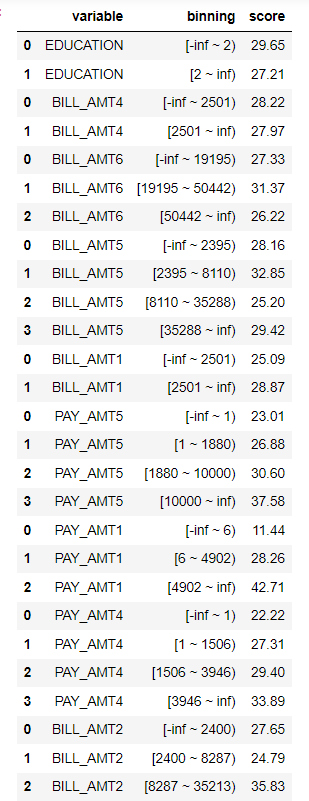 variable binning score
0 EDUCATION [-inf ~ 2) 29.65
1 EDUCATION [2 ~ inf) 27.21
0 BILL_AMT4 [-inf ~ 2501) 28.22
1 BILL_AMT4 [2501 ~ inf) 27.97
0 BILL_AMT6 [-inf ~ 19195) 27.33
1 BILL_AMT6 [19195 ~ 50442) 31.37
2 BILL_AMT6 [50442 ~ inf) 26.22
0 BILL_AMT5 [-inf ~ 2395) 28.16
1 BILL_AMT5 [2395 ~ 8110) 32.85
2 BILL_AMT5 [8110 ~ 35288) 25.20
3 BILL_AMT5 [35288 ~ inf) 29.42
0 BILL_AMT1 [-inf ~ 2501) 25.09
1 BILL_AMT1 [2501 ~ inf) 28.87
0 PAY_AMT5 [-inf ~ 1) 23.01
1 PAY_AMT5 [1 ~ 1880) 26.88
2 PAY_AMT5 [1880 ~ 10000) 30.60
3 PAY_AMT5 [10000 ~ inf) 37.58
0 PAY_AMT1 [-inf ~ 6) 11.44
1 PAY_AMT1 [6 ~ 4902) 28.26
2 PAY_AMT1 [4902 ~ inf) 42.71
0 PAY_AMT4 [-inf ~ 1) 22.22
1 PAY_AMT4 [1 ~ 1506) 27.31
2 PAY_AMT4 [1506 ~ 3946) 29.40
3 PAY_AMT4 [3946 ~ inf) 33.89
0 BILL_AMT2 [-inf ~ 2400) 27.65
1 BILL_AMT2 [2400 ~ 8287) 24.79
2 BILL_AMT2 [8287 ~ 35213) 35.83